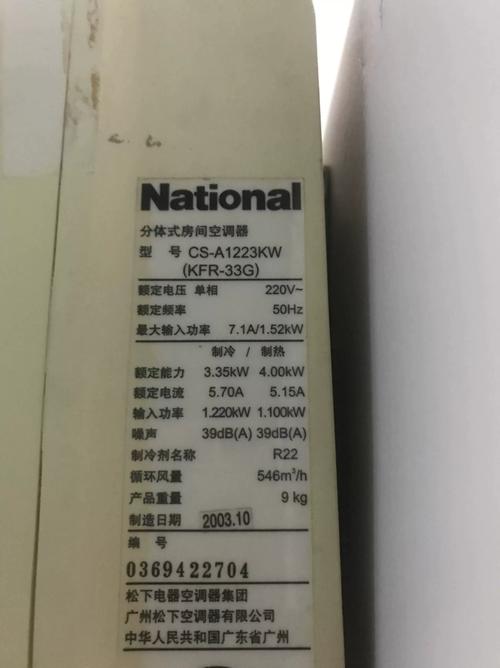 National
分体式房间空调器
型 号 CS-A1223KW
(KFR-33G)
额定电压 单相 220V~
额定频率 50Hz
最大输入功率 7.1A/1.52kW
制冷 / 制热
额定能力 3.35kW 4.00kW
额定电流 5.70A 5.15A
输入功率 1.220kW 1.100kW
噪声 39dB(A) 39dB(A)
制冷剂名称 R22
循环风量 546m³/h
产品重量 9 kg
制造日期 2003.10
编 号
0369422704
松下电器空调器集团
广州松下空调器有限公司
中华人民共和国广东省广州